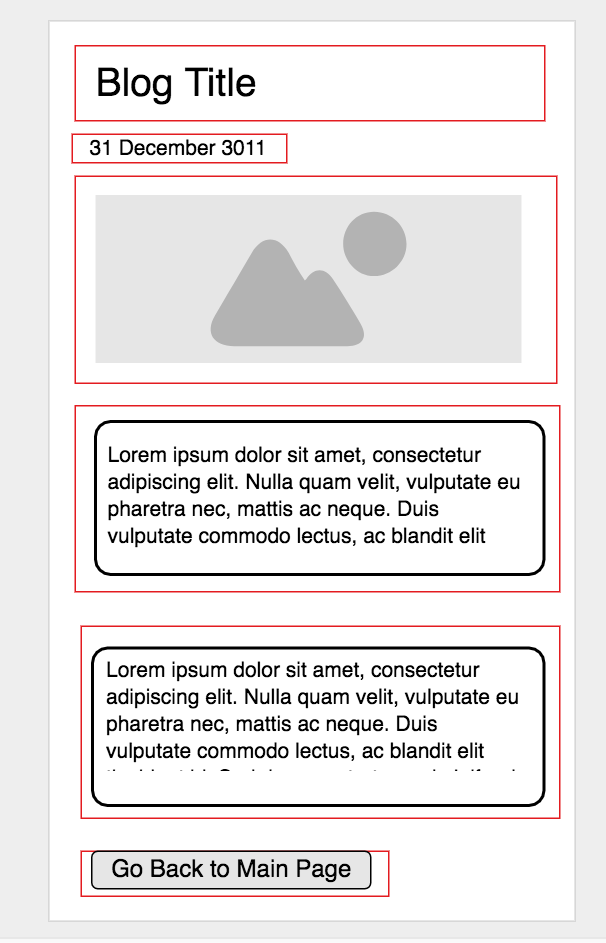 Blog Title
31 December 3011
Lorem ipsum dolor sit amet, consectetur
adipiscing elit. Nulla quam velit, vulputate eu
pharetra nec, mattis ac neque. Duis
vulputate commodo lectus, ac blandit elit
Lorem ipsum dolor sit amet, consectetur
adipiscing elit. Nulla quam velit, vulputate eu
pharetra nec, mattis ac neque. Duis
vulputate commodo lectus, ac blandit elit
Go Back to Main Page